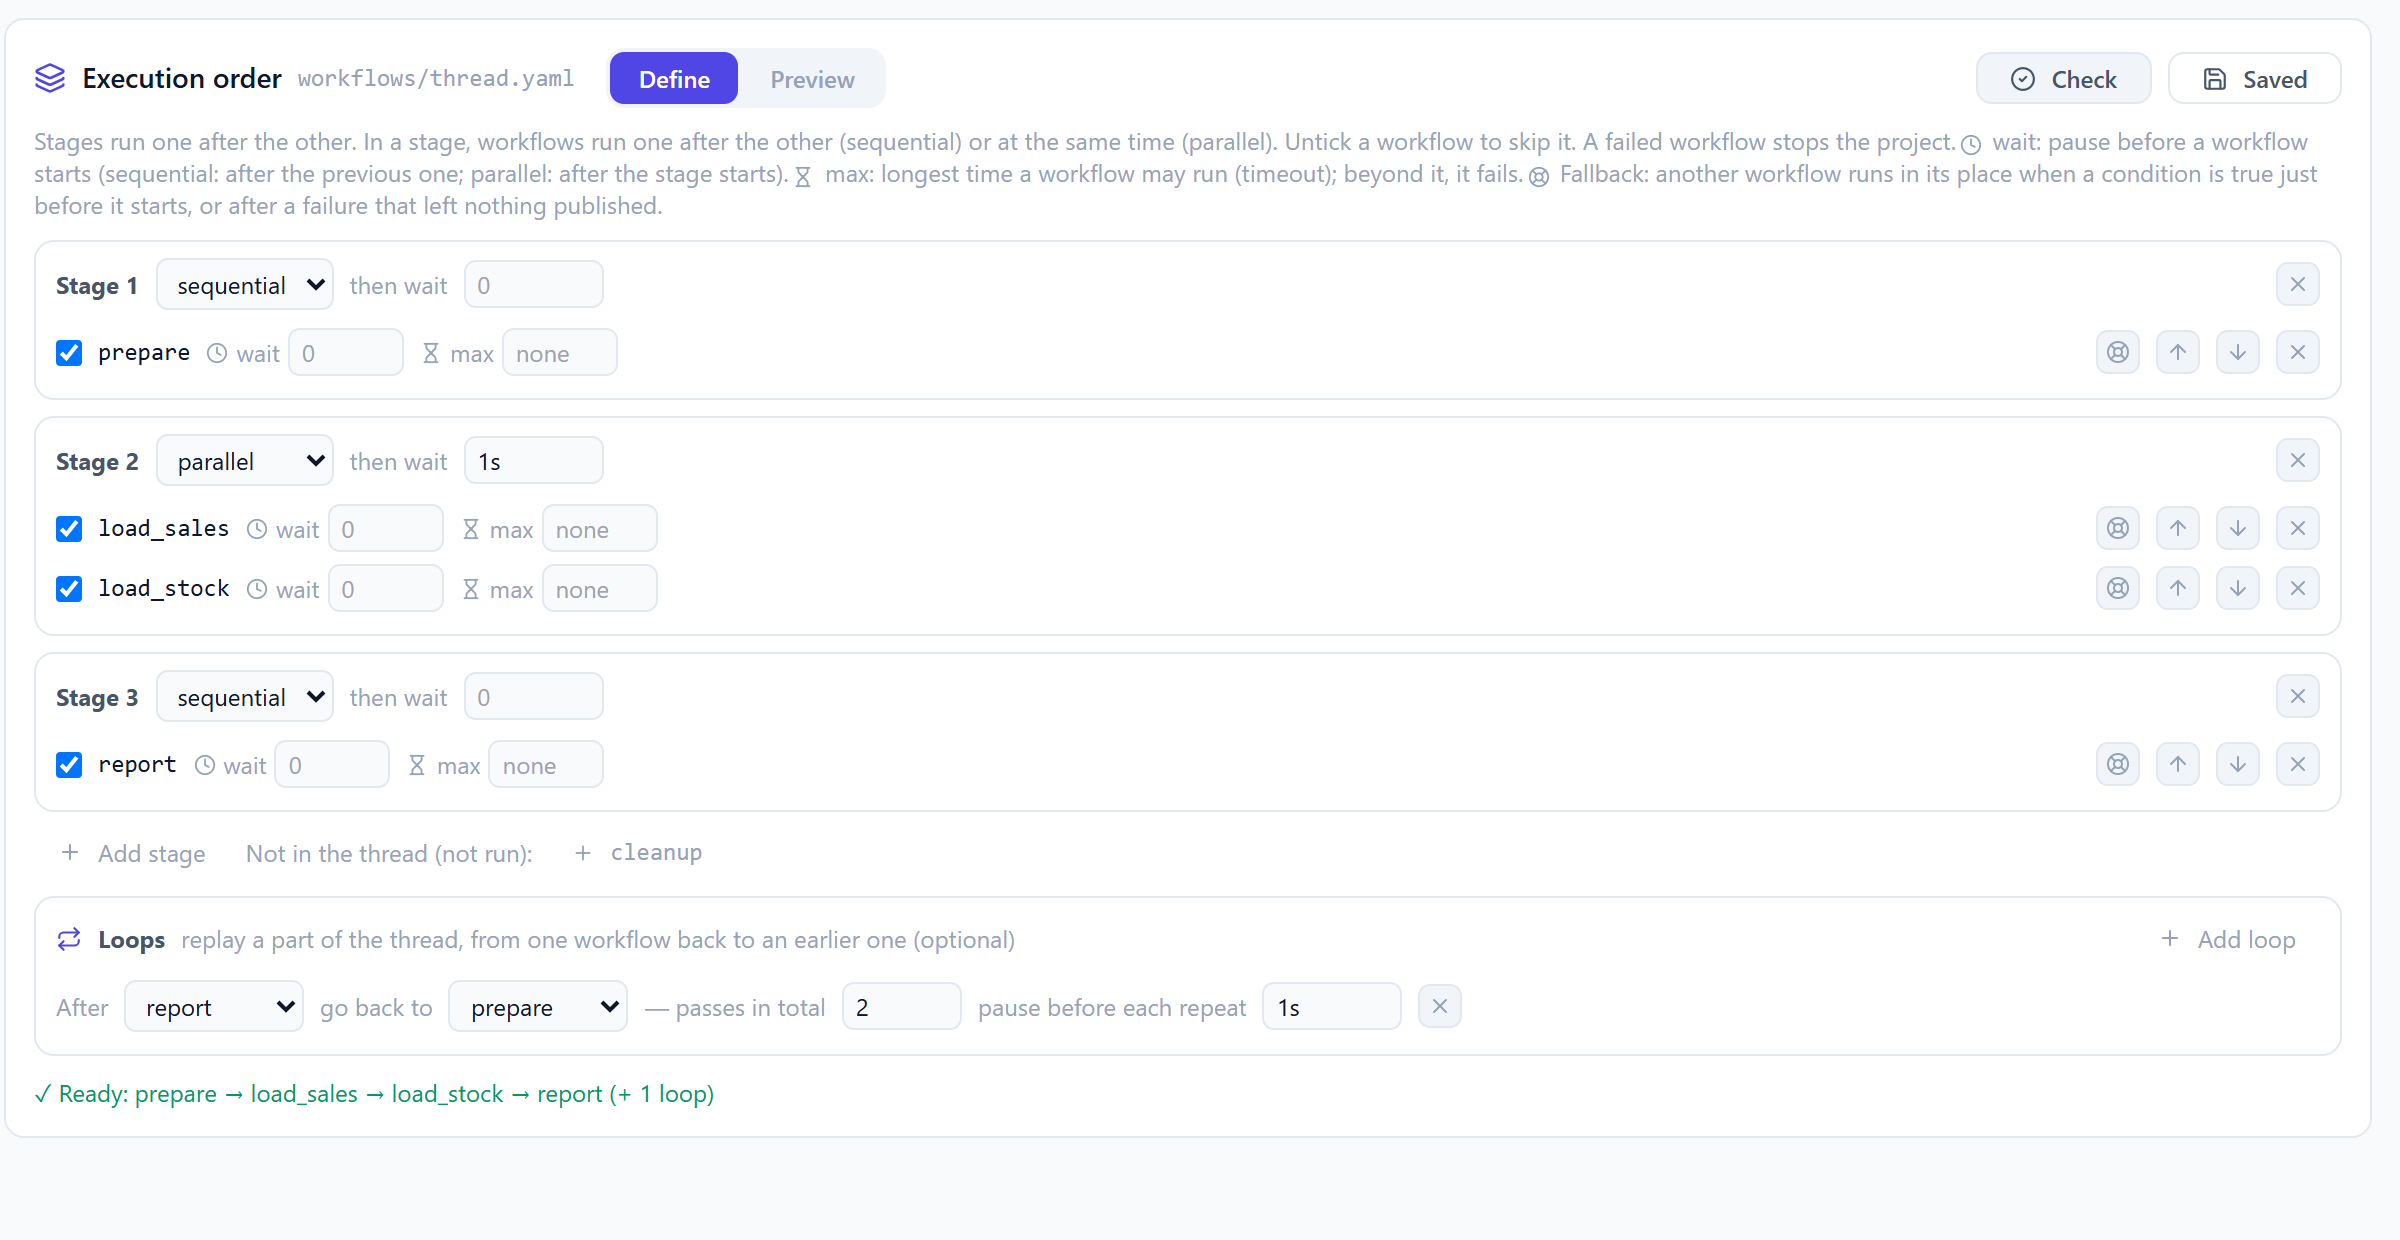 Execution order workflows/thread.yaml Define Preview Check Saved
Stages run one after the other. In a stage, workflows run one after the other (sequential) or at the same time (parallel). Untick a workflow to skip it. A failed workflow stops the project. wait: pause before a workflow
starts (sequential: after the previous one; parallel: after the stage starts). max: longest time a workflow may run (timeout); beyond it, it fails. Fallback: another workflow runs in its place when a condition is true just
before it starts, or after a failure that left nothing published.
Stage 1 sequential then wait 0
prepare wait 0 max none
Stage 2 parallel then wait 1s
load_sales wait 0 max none
load_stock wait 0 max none
Stage 3 sequential then wait 0
report wait 0 max none
+ Add stage Not in the thread (not run): + cleanup
Loops replay a part of the thread, from one workflow back to an earlier one (optional) + Add loop
After report go back to prepare — passes in total 2 pause before each repeat 1s
✓ Ready: prepare → load_sales → load_stock → report (+ 1 loop)